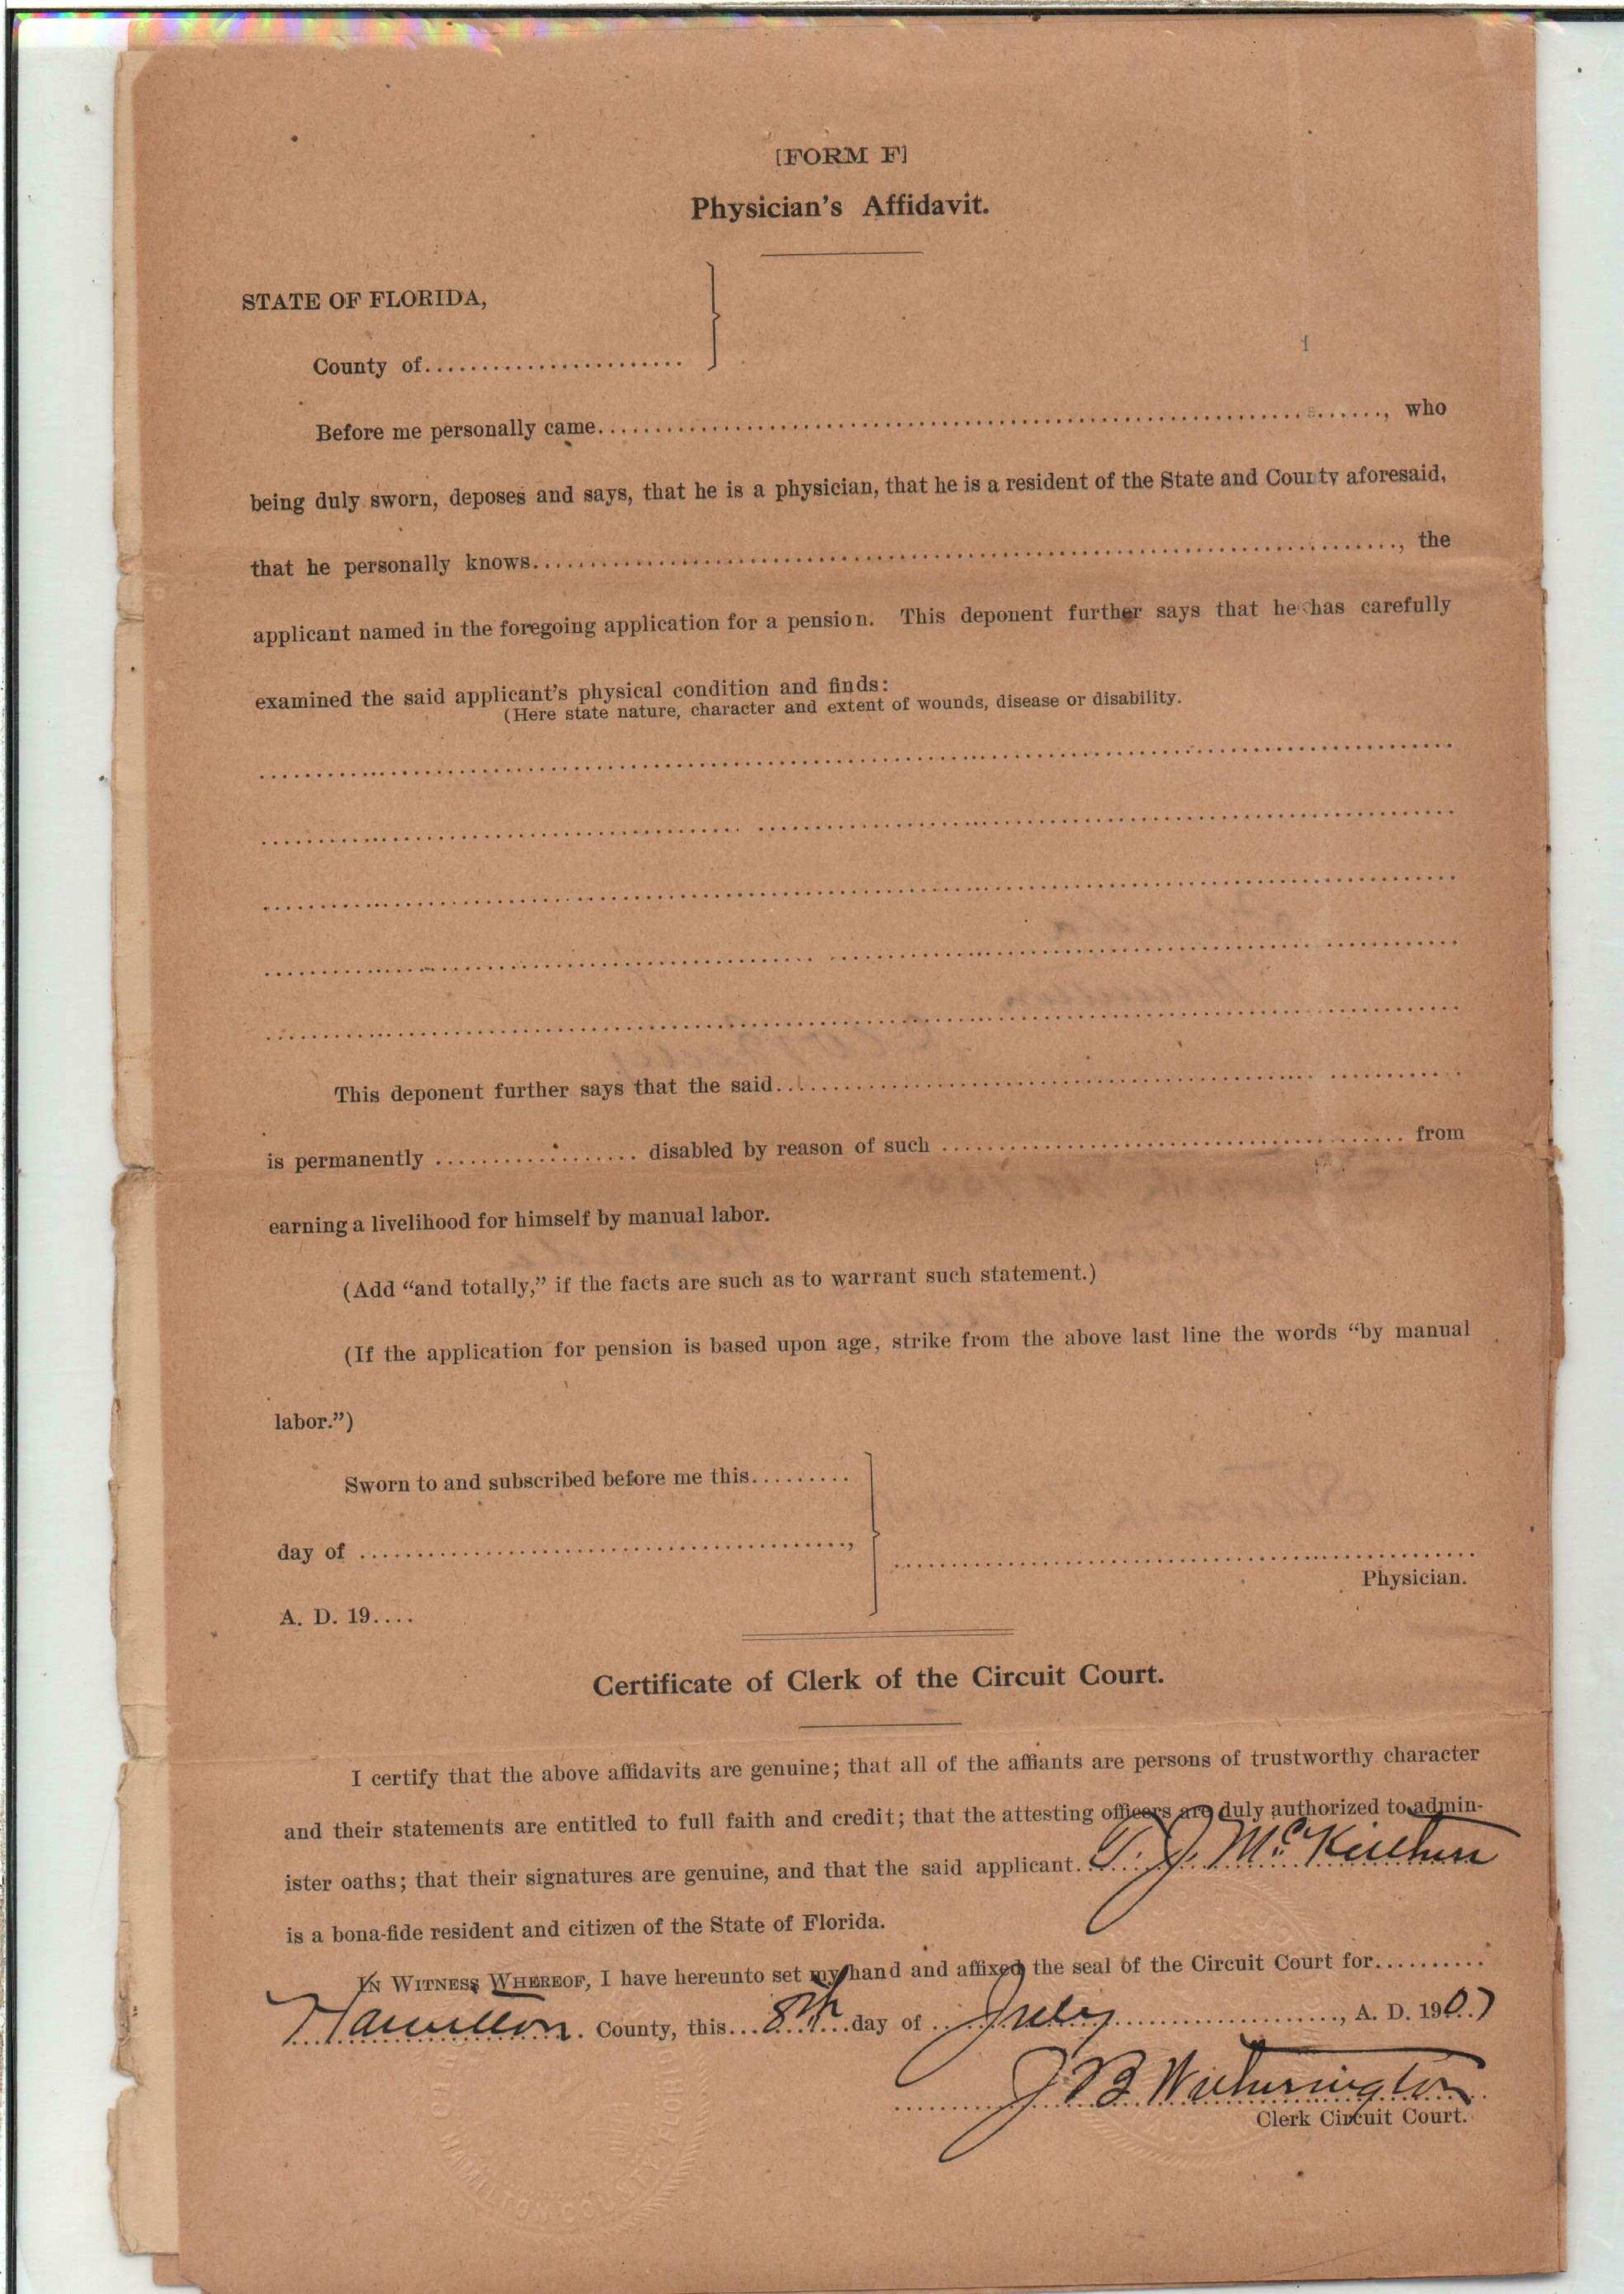 [FORM F]
Physician's Affidavit.
STATE OF FLORIDA,
County of
Before me personally came , who
being duly sworn, deposes and says, that he is a physician, that he is a resident of the State and County aforesaid,
that he personally knows , the
applicant named in the foregoing application for a pension. This deponent further says that he has carefully
examined the said applicant's physical condition and finds:
(Here state nature, character and extent of wounds, disease or disability.
This deponent further says that the said
is permanently disabled by reason of such from
earning a livelihood for himself by manual labor.
(Add "and totally," if the facts are such as to warrant such statement.)
(If the application for pension is based upon age, strike from the above last line the words "by manual
labor.")
Sworn to and subscribed before me this
day of ,
Physician.
A. D. 19
Certificate of Clerk of the Circuit Court.
I certify that the above affidavits are genuine; that all of the affiants are persons of trustworthy character
and their statements are entitled to full faith and credit; that the attesting officers are duly authorized to admin-
ister oaths; that their signatures are genuine, and that the said applicant.
is a bona-fide resident and citizen of the State of Florida.
IN WITNESS WHEREOF, I have hereunto set my hand and affixed the seal of the Circuit Court for
Hamilton County, this 8th day of July , A. D. 1907
J B Witherington
Clerk Circuit Court.
HAMILTON COUNTY